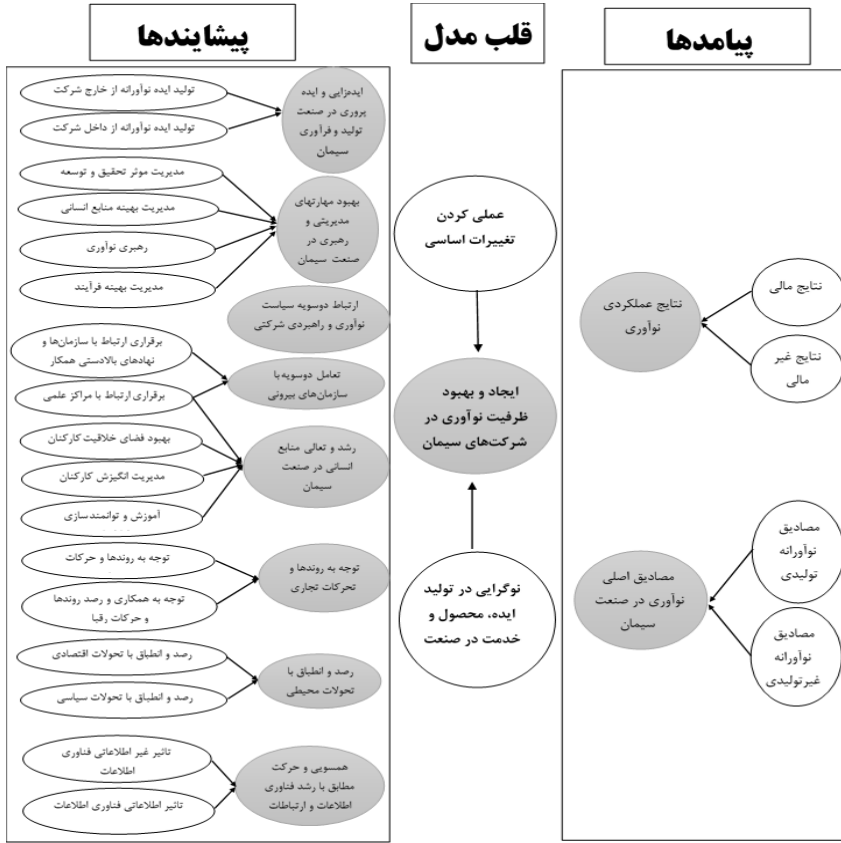 پیشایندها
قلب مدل
پیامدها
تولید ایده نوآورانه از خارج شرکت
تولید ایده نوآورانه از داخل شرکت
ایده‌زایی و ایده
پروری در صنعت
تولید و فرآوری
سیمان
مدیریت موثر تحقیق و توسعه
مدیریت بهینه منابع انسانی
رهبری نوآوری
مدیریت بهینه فرآیند
بهبود مهارتهای
مدیریتی و
رهبری در
صنعت سیمان
ارتباط دوسویه سیاست
نوآوری و راهبردی شرکتی
برقراری ارتباط با سازمان‌ها و
نهادهای بالادستی همکار
برقراری ارتباط با مراکز علمی
تعامل دوسویه با
سازمان‌های بیرونی
بهبود فضای خلاقیت کارکنان
مدیریت انگیزش کارکنان
آموزش و توانمندسازی
رشد و تعالی منابع
انسانی در صنعت
سیمان
توجه به روندها و حرکات
توجه به همکاری و رصد روندها
و حرکات رقبا
توجه به روندها و
تحرکات تجاری
رصد و انطباق با تحولات اقتصادی
رصد و انطباق با تحولات سیاسی
رصد و انطباق با
تحولات محیطی
تاثیر غیر اطلاعاتی فناوری
اطلاعات
تاثیر اطلاعاتی فناوری اطلاعات
همسویی و حرکت
مطابق با رشد فناوری
اطلاعات و ارتباطات
عملی کردن
تغییرات اساسی
ایجاد و بهبود
ظرفیت نوآوری در
شرکت‌های سیمان
نوگرایی در تولید
ایده، محصول و
خدمت در صنعت
نتایج عملکردی
نوآوری
نتایج مالی
نتایج غیر
مالی
مصادیق اصلی
نوآوری در صنعت
سیمان
مصادیق
نوآورانه
تولیدی
مصادیق
نوآورانه
غیرتولیدی